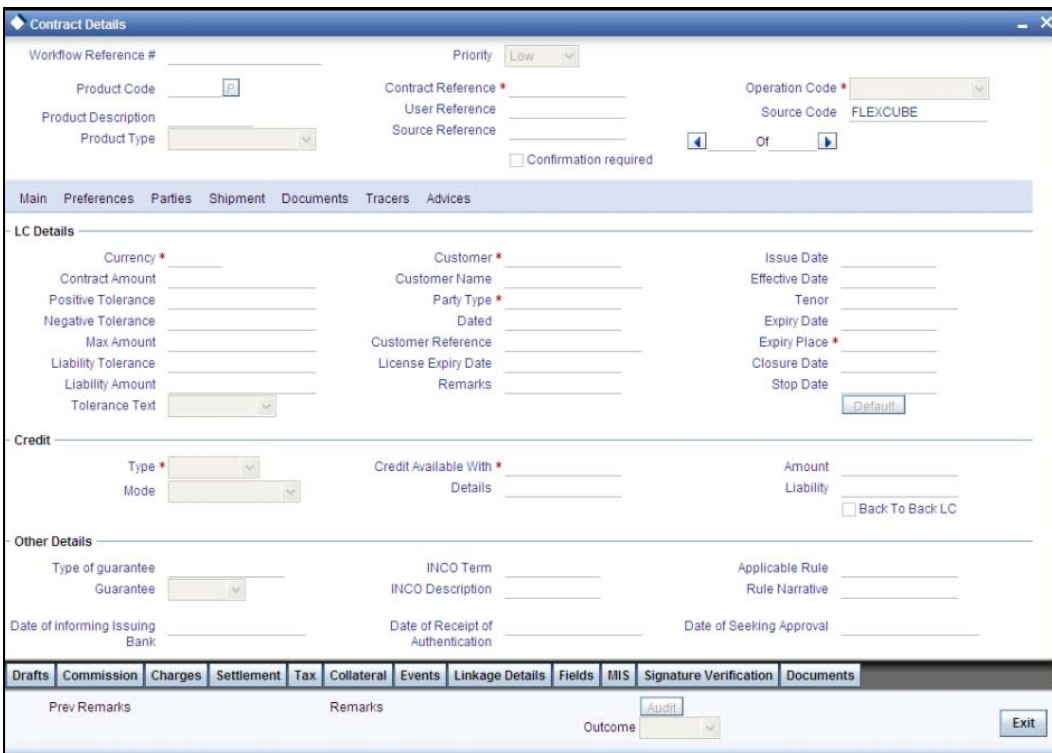 Contract Details
Workflow Reference # Priority Low
Product Code P Contract Reference * Operation Code *
Product Description User Reference Source Code FLEXCUBE
Product Type Source Reference Of
Confirmation required
Main Preferences Parties Shipment Documents Tracers Advices
LC Details
Currency * Customer * Issue Date
Contract Amount Customer Name Effective Date
Positive Tolerance Party Type * Tenor
Negative Tolerance Dated Expiry Date
Max Amount Customer Reference Expiry Place *
Liability Tolerance License Expiry Date Closure Date
Liability Amount Remarks Stop Date
Tolerance Text Default
Credit
Type * Credit Available With * Amount
Mode Details Liability
Back To Back LC
Other Details
Type of guarantee INCO Term Applicable Rule
Guarantee INCO Description Rule Narrative
Date of informing Issuing Bank Date of Receipt of Authentication Date of Seeking Approval
Drafts Commission Charges Settlement Tax Collateral Events Linkage Details Fields MIS Signature Verification Documents
Prev Remarks Remarks Audit
Outcome Exit